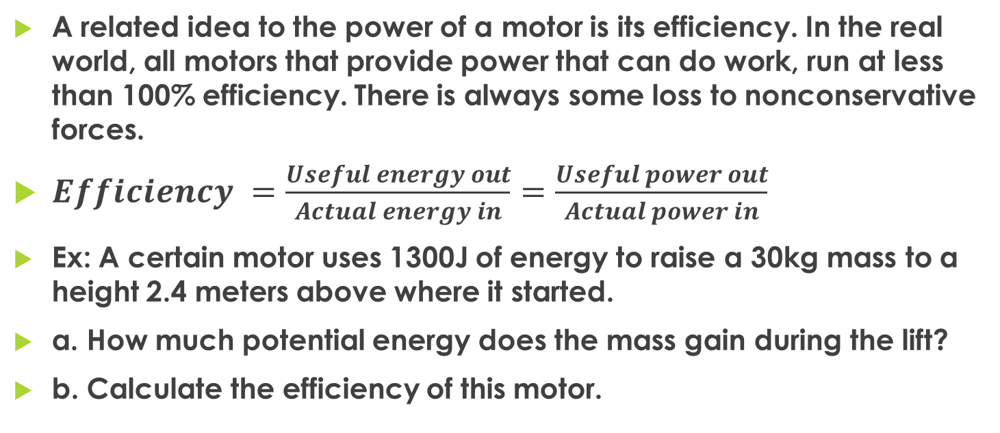 A related idea to the power of a motor is its efficiency. In the real
world, all motors that provide power that can do work, run at less
than 100% efficiency. There is always some loss to nonconservative
forces.
Efficiency = Useful energy out / Actual energy in = Useful power out / Actual power in
Ex: A certain motor uses 1300J of energy to raise a 30kg mass to a
height 2.4 meters above where it started.
a. How much potential energy does the mass gain during the lift?
b. Calculate the efficiency of this motor.